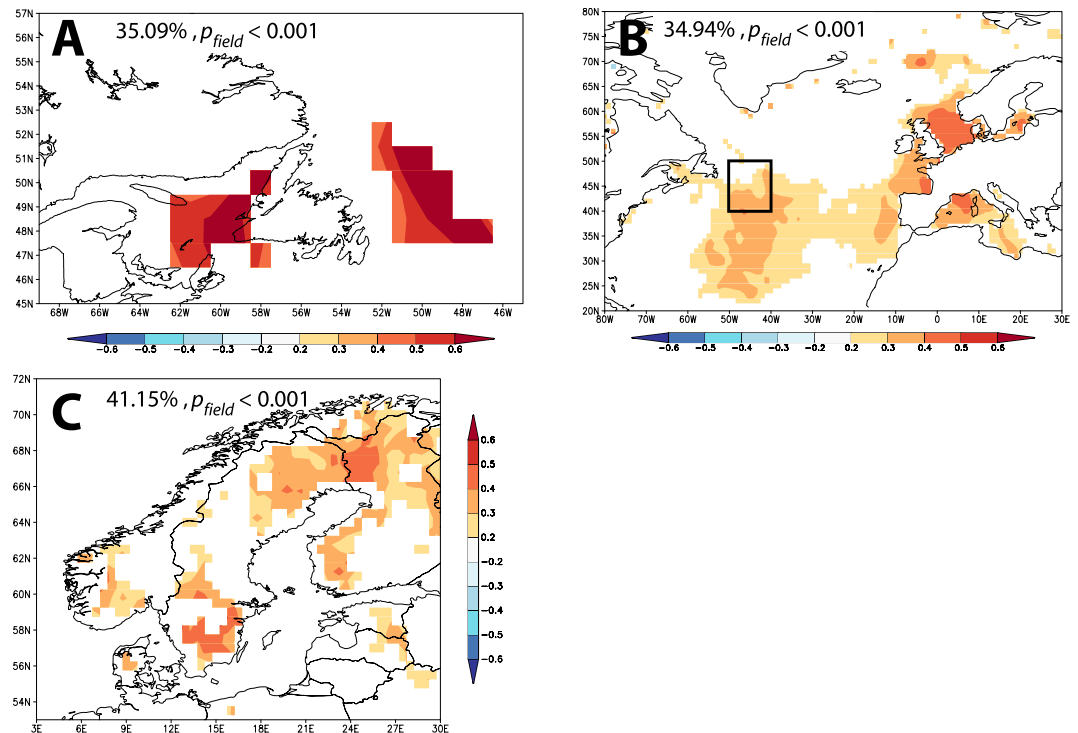 A
35.09% , p field < 0.001
57N
56N
55N
54N
53N
52N
51N
50N
49N
48N
47N
46N
45N
68W 66W 64W 62W 60W 58W 56W 54W 52W 50W 48W 46W
-0.6 -0.5 -0.4 -0.3 -0.2 0.2 0.3 0.4 0.5 0.6
B
34.94% , p field < 0.001
80N
75N
70N
65N
60N
55N
50N
45N
40N
35N
30N
25N
20N
80W 70W 60W 50W 40W 30W 20W 10W 0 10E 20E 30E
-0.6 -0.5 -0.4 -0.3 -0.2 0.2 0.3 0.4 0.5 0.6
C
41.15% , p field < 0.001
72N
70N
68N
66N
64N
62N
60N
58N
56N
54N
3E 6E 9E 12E 15E 18E 21E 24E 27E 30E
0.6
0.5
0.4
0.3
0.2
-0.2
-0.3
-0.4
-0.5
-0.6